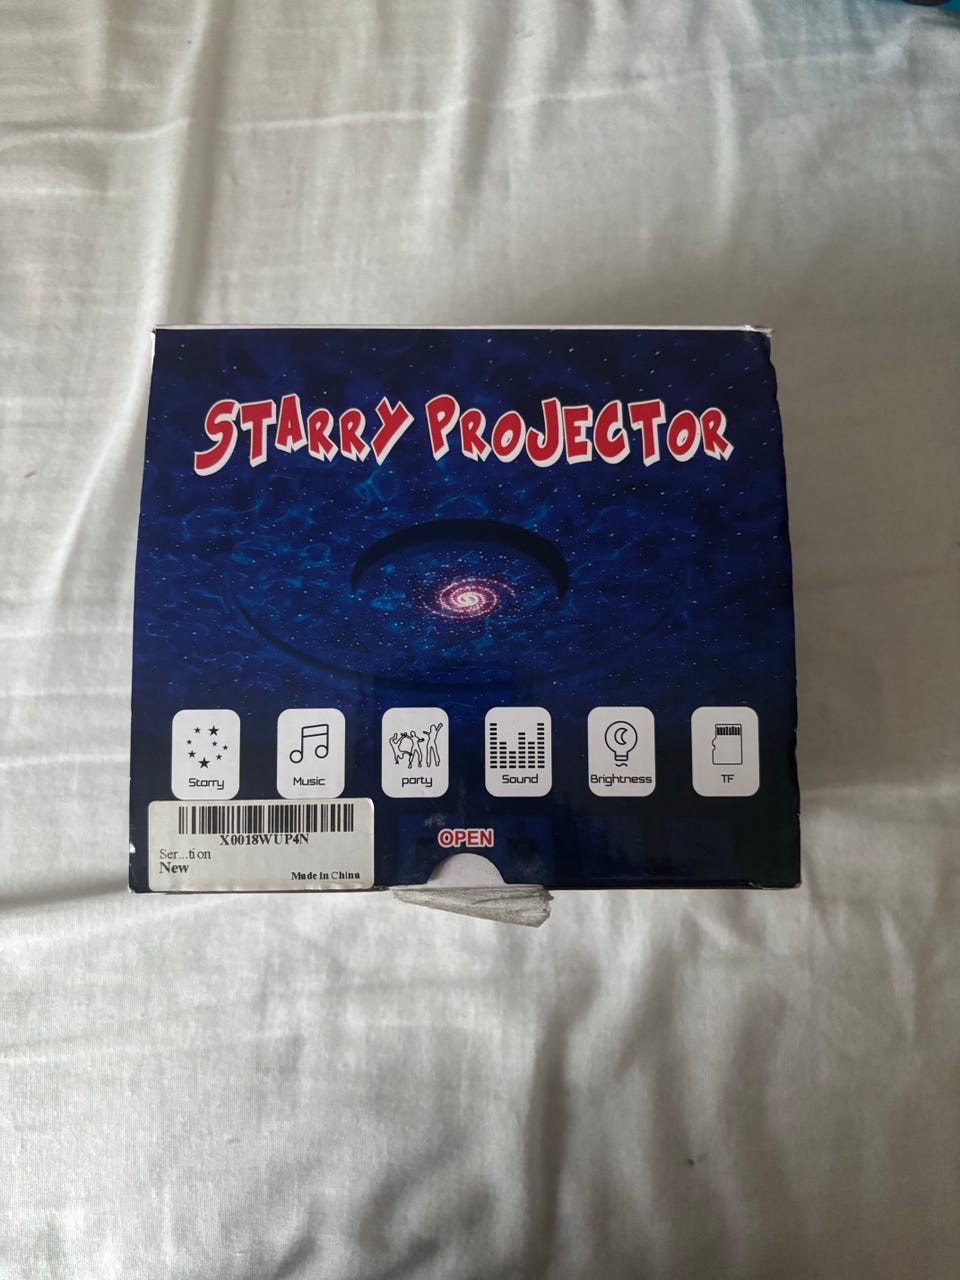 STARRY PROJECTOR
Starry
Music
party
Sound
Brightness
TF
X0018WUP4N
Ser...tion
New
Made in China
OPEN